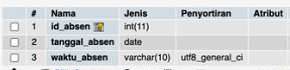 # Nama Jenis Penyortiran Atribut
1 id_absen int(11)
2 tanggal_absen date
3 waktu_absen varchar(10) utf8_general_ci